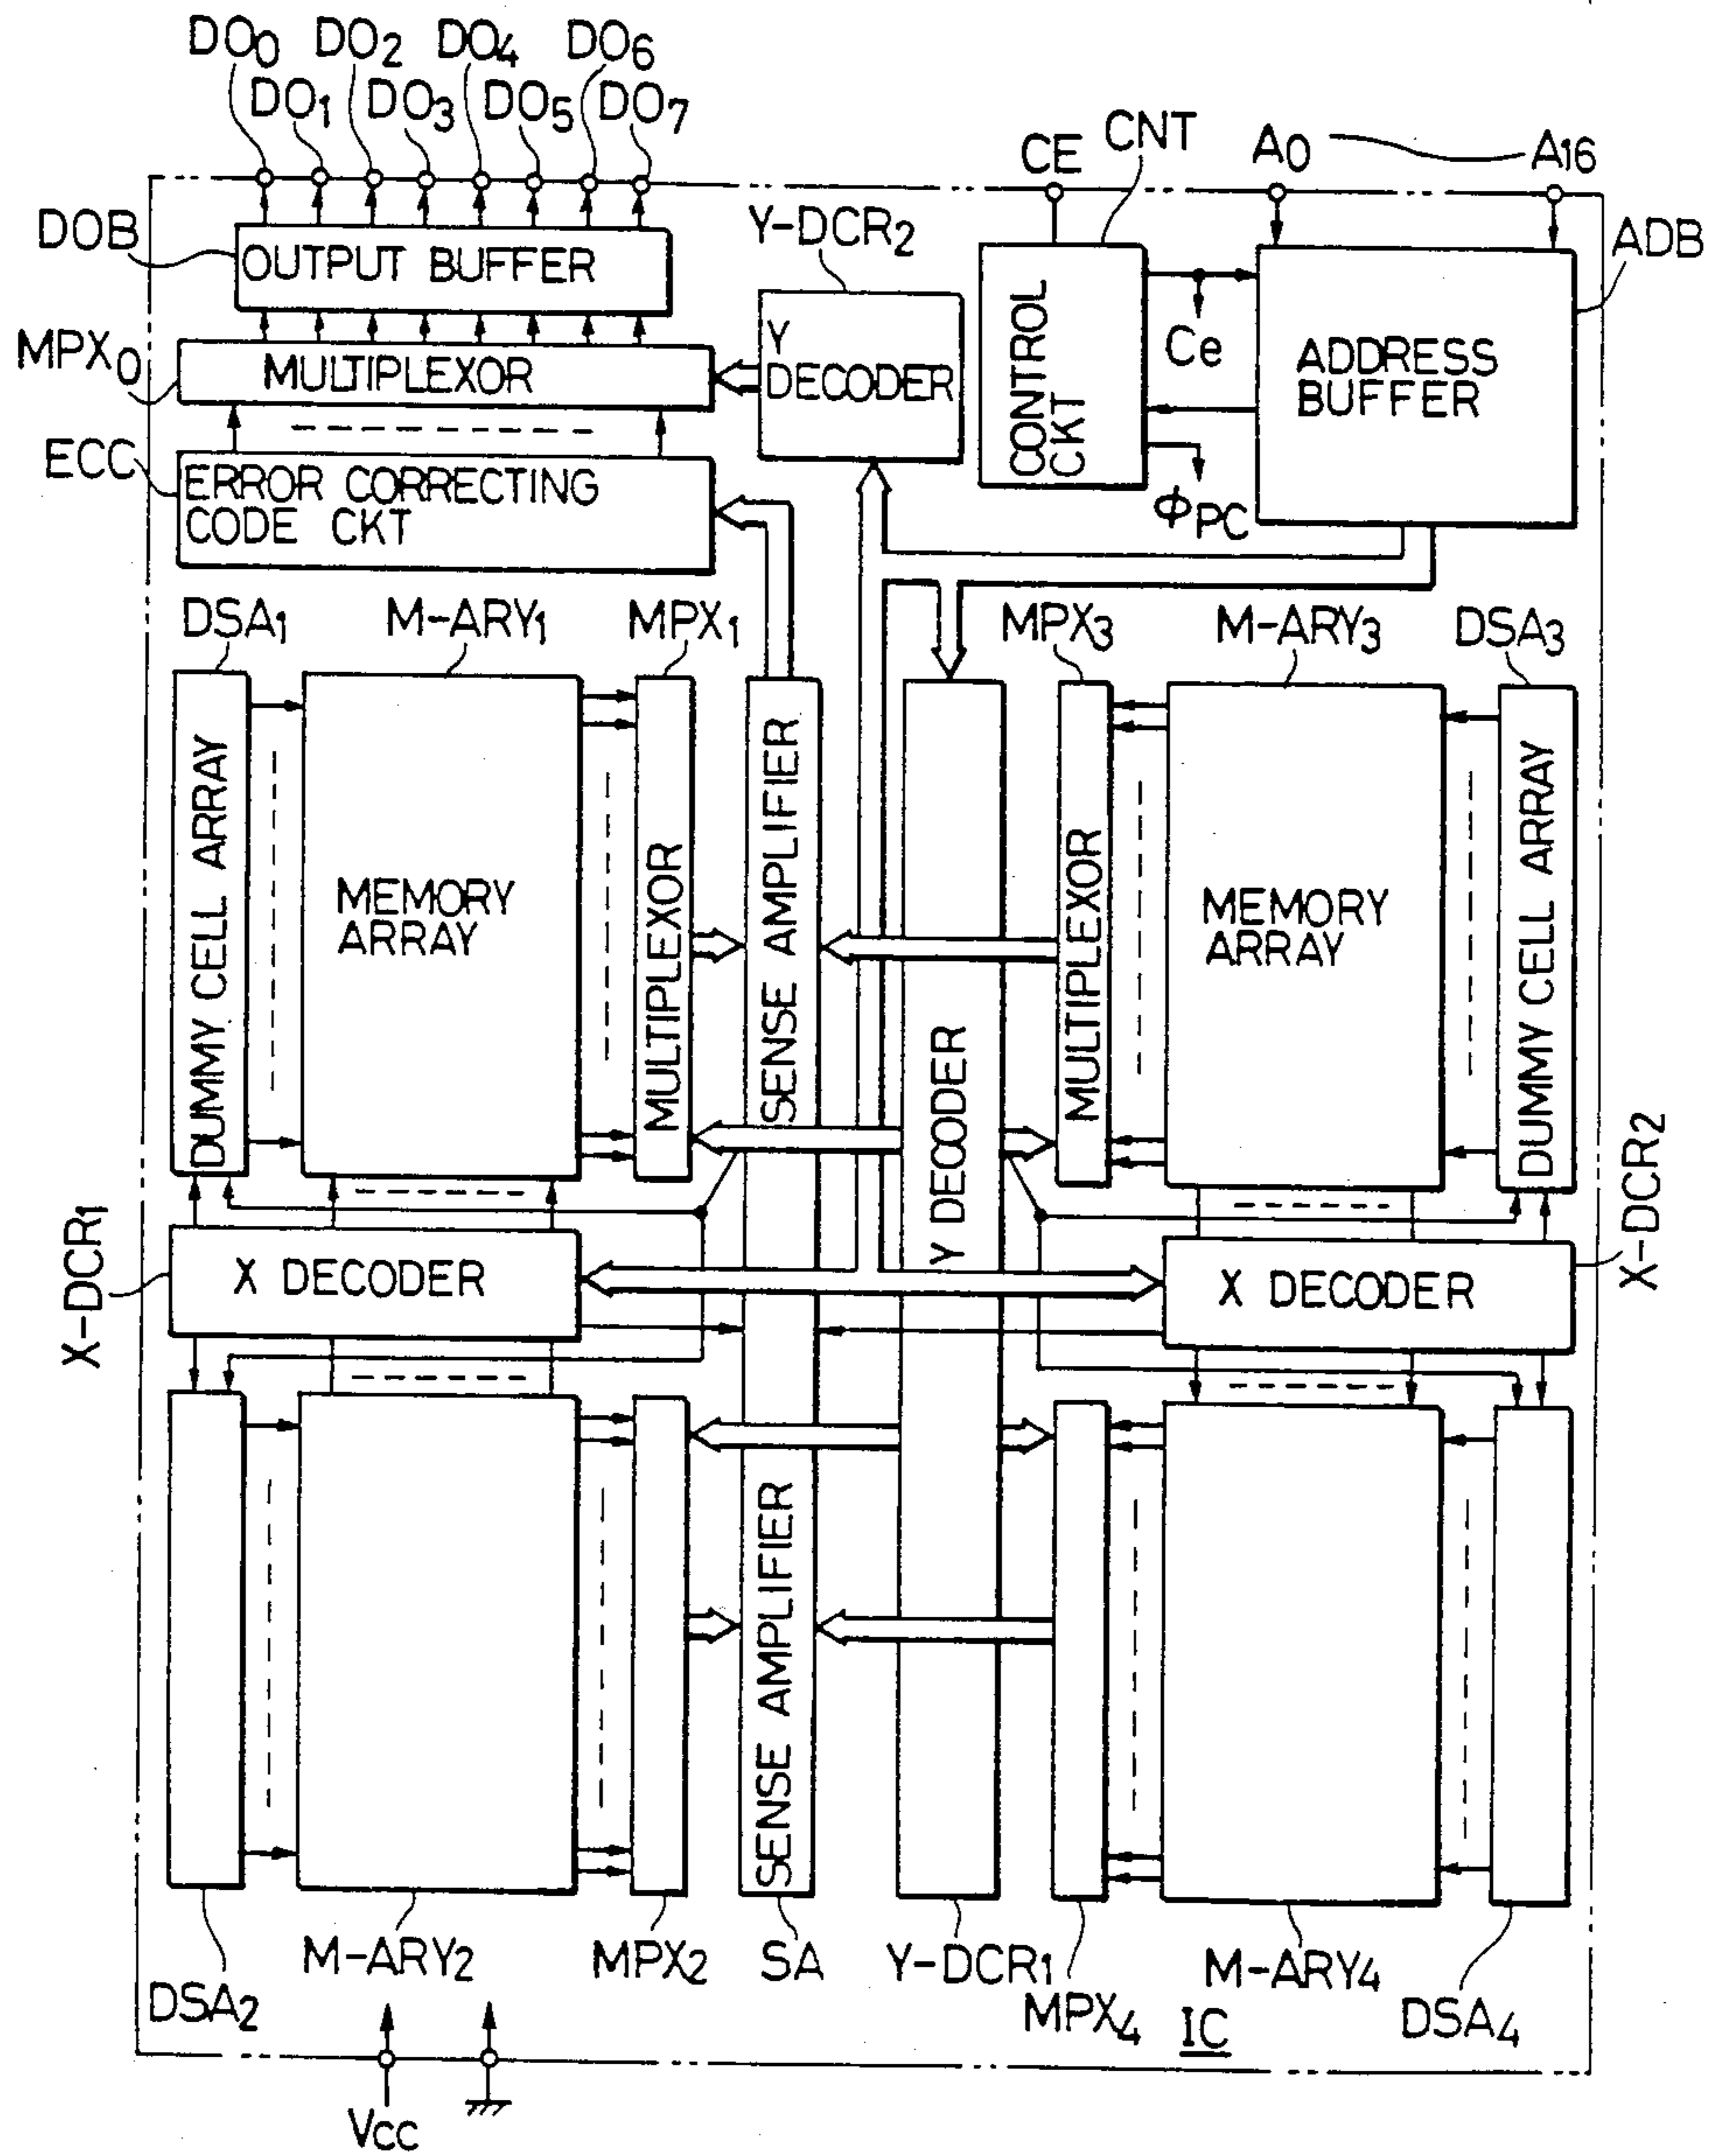 DO0 DO2 DO4 DO6
DO1 DO3 DO5 DO7
CE CNT A0 A16
DOB
OUTPUT BUFFER
Y-DCR2
ADB
MPX0
MULTIPLEXOR
Y
DECODER
CONTROL
CKT
Ce
ADDRESS
BUFFER
ECC
ERROR CORRECTING
CODE CKT
ΦPC
DSA1 M-ARY1 MPX1 MPX3 M-ARY3 DSA3
DUMMY CELL ARRAY
MEMORY
ARRAY
MULTIPLEXOR
SENSE AMPLIFIER
Y DECODER
MULTIPLEXOR
MEMORY
ARRAY
DUMMY CELL ARRAY
X-DCR1
X DECODER
X DECODER
X-DCR2
SENSE AMPLIFIER
DSA2
M-ARY2
MPX2
SA
Y-DCR1
MPX4
M-ARY4
DSA4
IC
Vcc